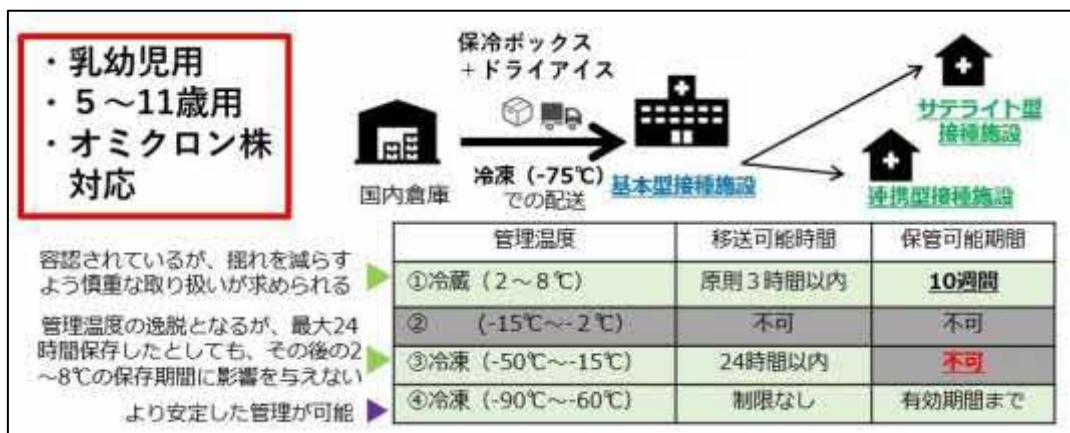 ・乳幼児用
・５～11歳用
・オミクロン株
対応
保冷ボックス
＋ドライアイス
国内倉庫
冷凍（-75℃）
での配送
基本型接種施設
サテライト型
接種施設
連携型接種施設
管理温度 移送可能時間 保管可能期間
容認されているが、揺れを減らす
よう慎重な取り扱いが求められる
①冷蔵（２～８℃） 原則３時間以内 10週間
② （-15℃～-２℃） 不可 不可
管理温度の逸脱となるが、最大24
時間保存したとしても、その後の2
～8℃の保存期間に影響を与えない
③冷凍（-50℃～-15℃） 24時間以内 不可
より安定した管理が可能
④冷凍（-90℃～-60℃） 制限なし 有効期間まで